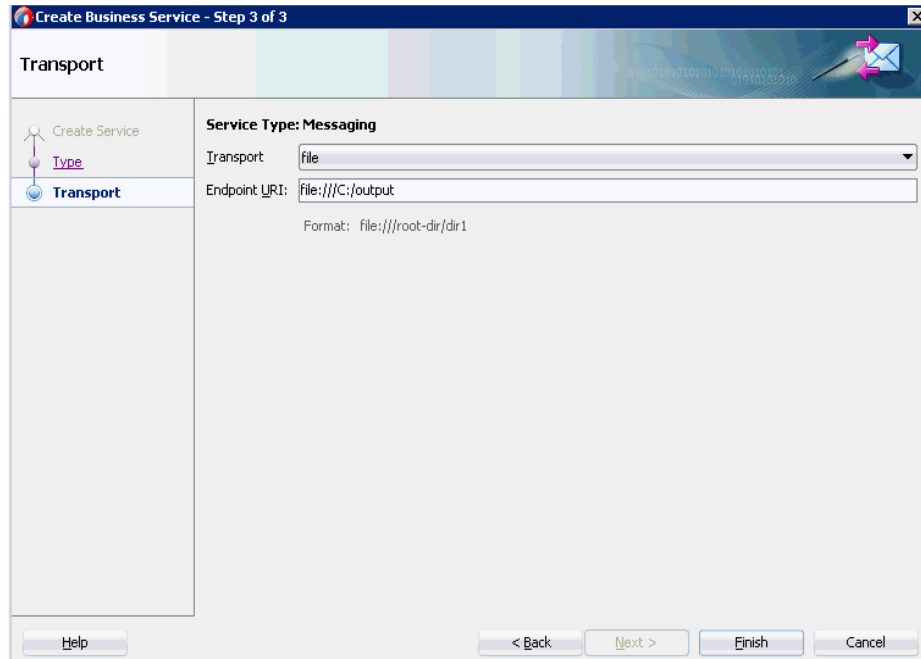 Create Business Service - Step 3 of 3
Transport
Create Service
Type
Transport
Service Type: Messaging
Transport file
Endpoint URI: file:///C:/output
Format: file:///root-dir/dir1
Help < Back Next > Finish Cancel